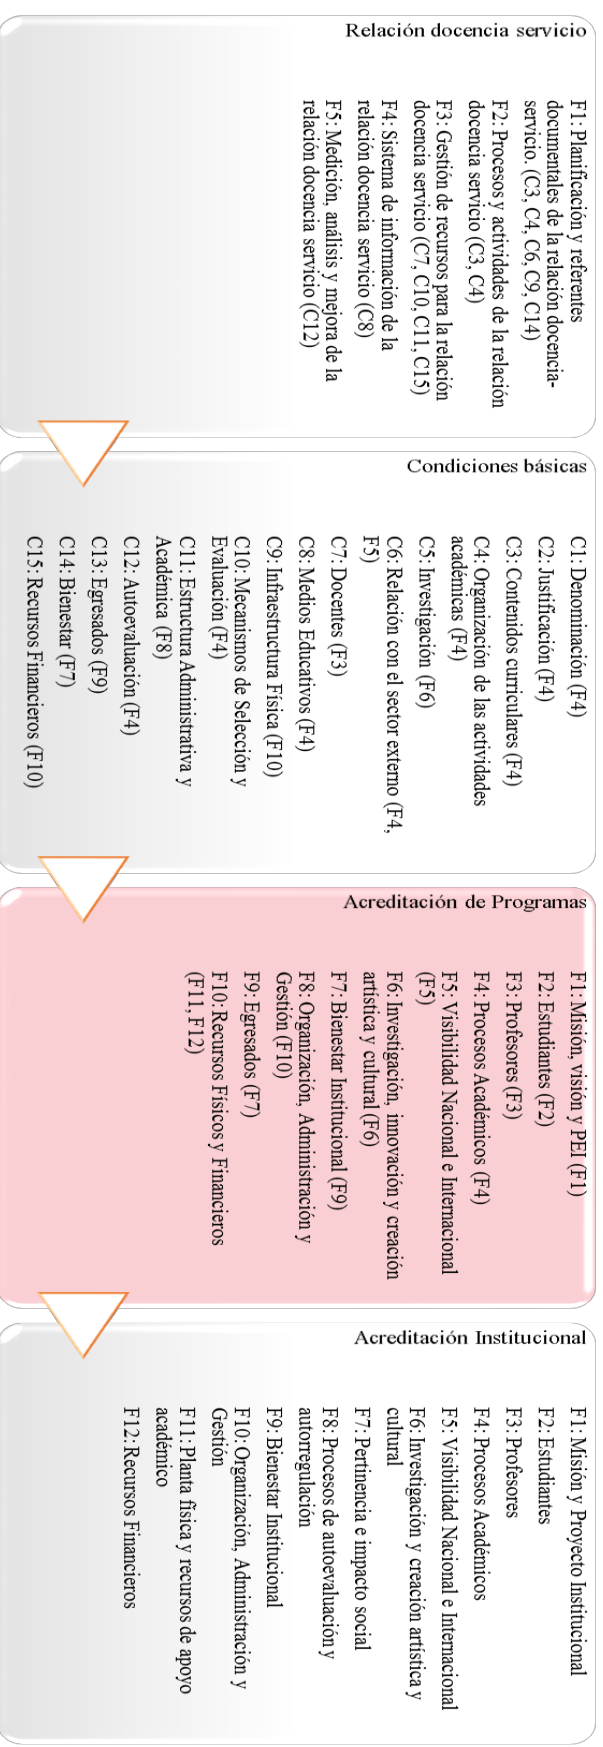 Relación docencia servicio
F1: Planificación y referentes
documentales de la relación docencia-
servicio. (C3, C4, C6, C9, C14)
F2: Procesos y actividades de la relación
docencia servicio (C3, C4)
F3: Gestión de recursos para la relación
docencia servicio (C7, C10, C11, C15)
F4: Sistema de información de la
relación docencia servicio (C8)
F5: Medición, análisis y mejora de la
relación docencia servicio (C12)
Condiciones básicas
C1: Denominación (F4)
C2: Justificación (F4)
C3: Contenidos curriculares (F4)
C4: Organización de las actividades
académicas (F4)
C5: Investigación (F6)
C6: Relación con el sector externo (F4,
F5)
C7: Docentes (F3)
C8: Medios Educativos (F4)
C9: Infraestructura Física (F10)
C10: Mecanismos de Selección y
Evaluación (F4)
C11: Estructura Administrativa y
Académica (F8)
C12: Autoevaluación (F4)
C13: Egresados (F9)
C14: Bienestar (F7)
C15: Recursos Financieros (F10)
Acreditación de Programas
F1: Misión, visión y PEI (F1)
F2: Estudiantes (F2)
F3: Profesores (F3)
F4: Procesos Académicos (F4)
F5: Visibilidad Nacional e Internacional
(F5)
F6: Investigación, innovación y creación
artística y cultural (F6)
F7: Bienestar Institucional (F9)
F8: Organización, Administración y
Gestión (F10)
F9: Egresados (F7)
F10: Recursos Físicos y Financieros
(F11, F12)
Acreditación Institucional
F1: Misión y Proyecto Institucional
F2: Estudiantes
F3: Profesores
F4: Procesos Académicos
F5: Visibilidad Nacional e Internacional
F6: Investigación y creación artística y
cultural
F7: Pertinencia e impacto social
F8: Procesos de autoevaluación y
autorregulación
F9: Bienestar Institucional
F10: Organización, Administración y
Gestión
F11: Planta física y recursos de apoyo
académico
F12: Recursos Financieros